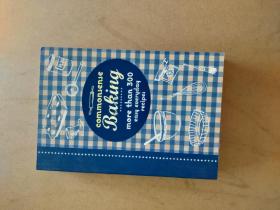 commonsense
Baking
more than 300
easy everyday
recipes